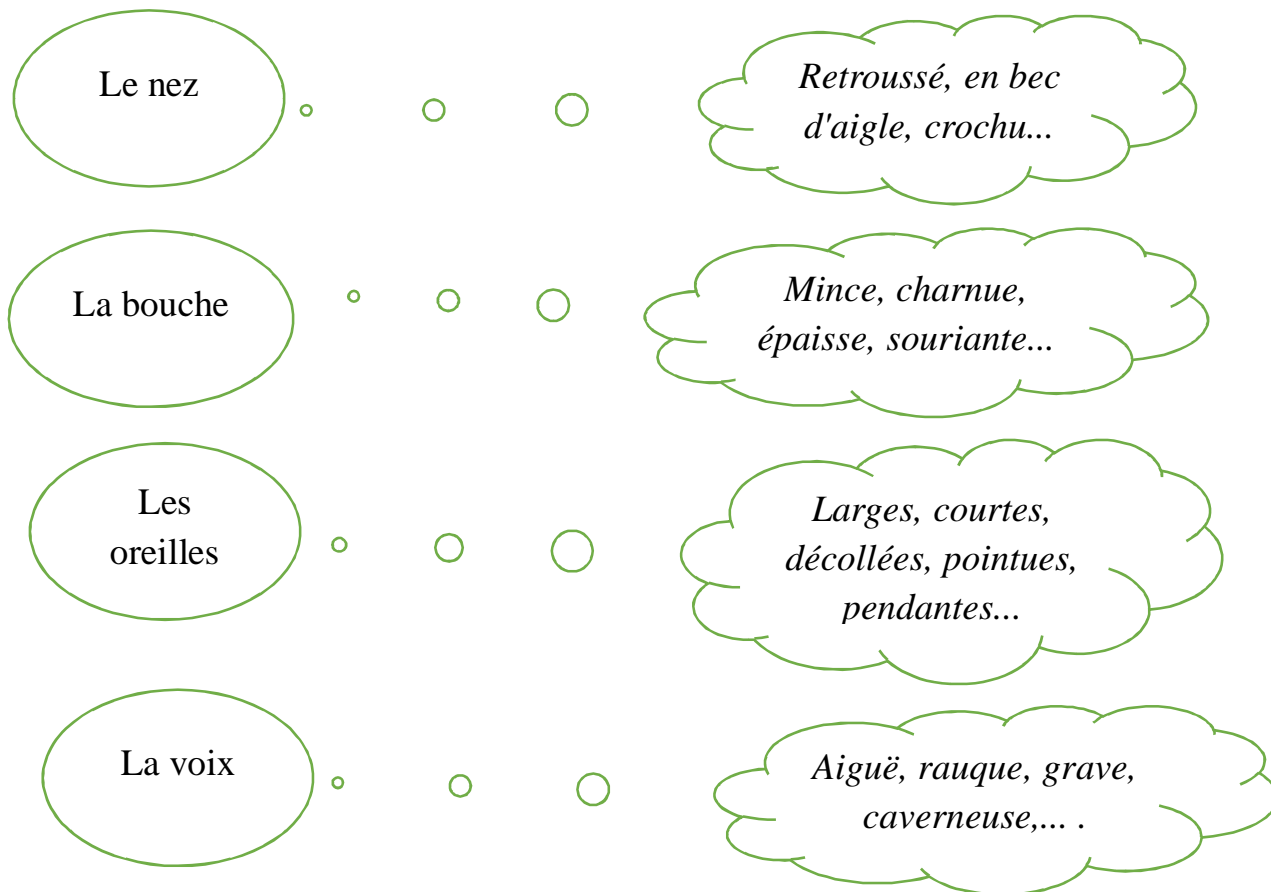 Le nez
Retroussé, en bec
d'aigle, crochu...
La bouche
Mince, charnue,
épaisse, souriante...
Les
oreilles
Larges, courtes,
décollées, pointues,
pendantes...
La voix
Aiguë, rauque, grave,
caverneuse,... .